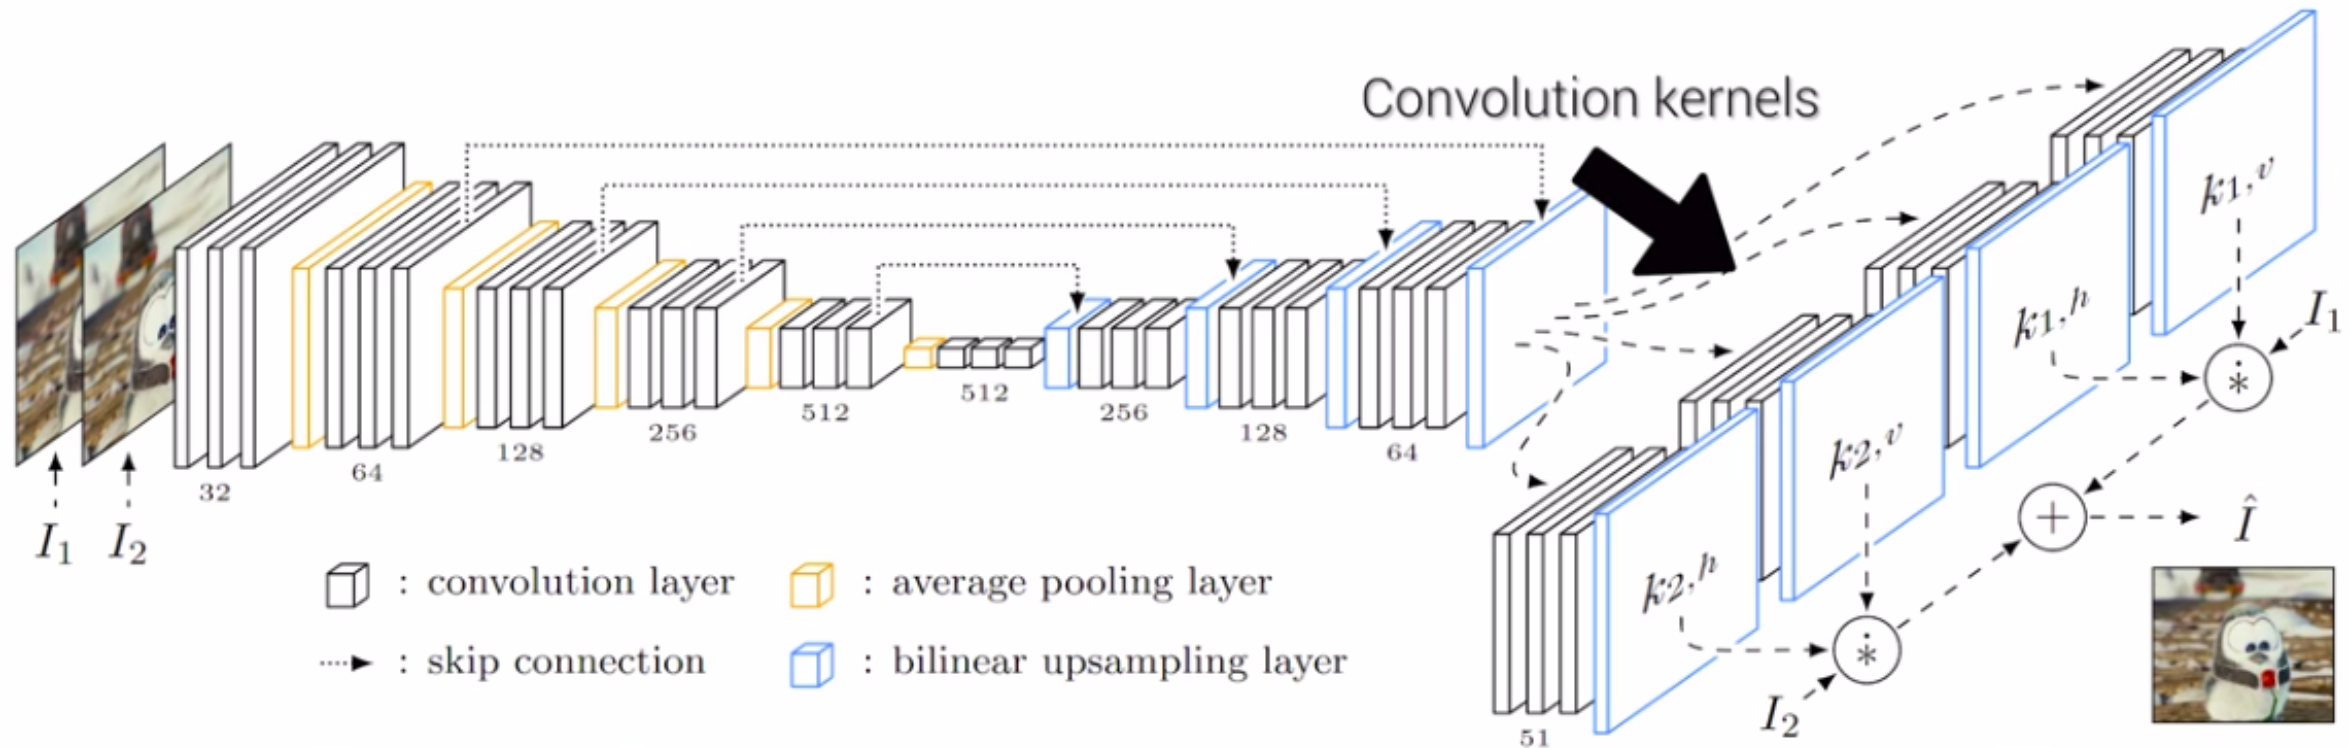 Convolution kernels
k1,v
k1,h
k2,v
k2,h
I1
∗
+
Î
∗
I2
I1 I2
32
64
128
256
512
512
256
128
64
51
: convolution layer
: average pooling layer
: skip connection
: bilinear upsampling layer